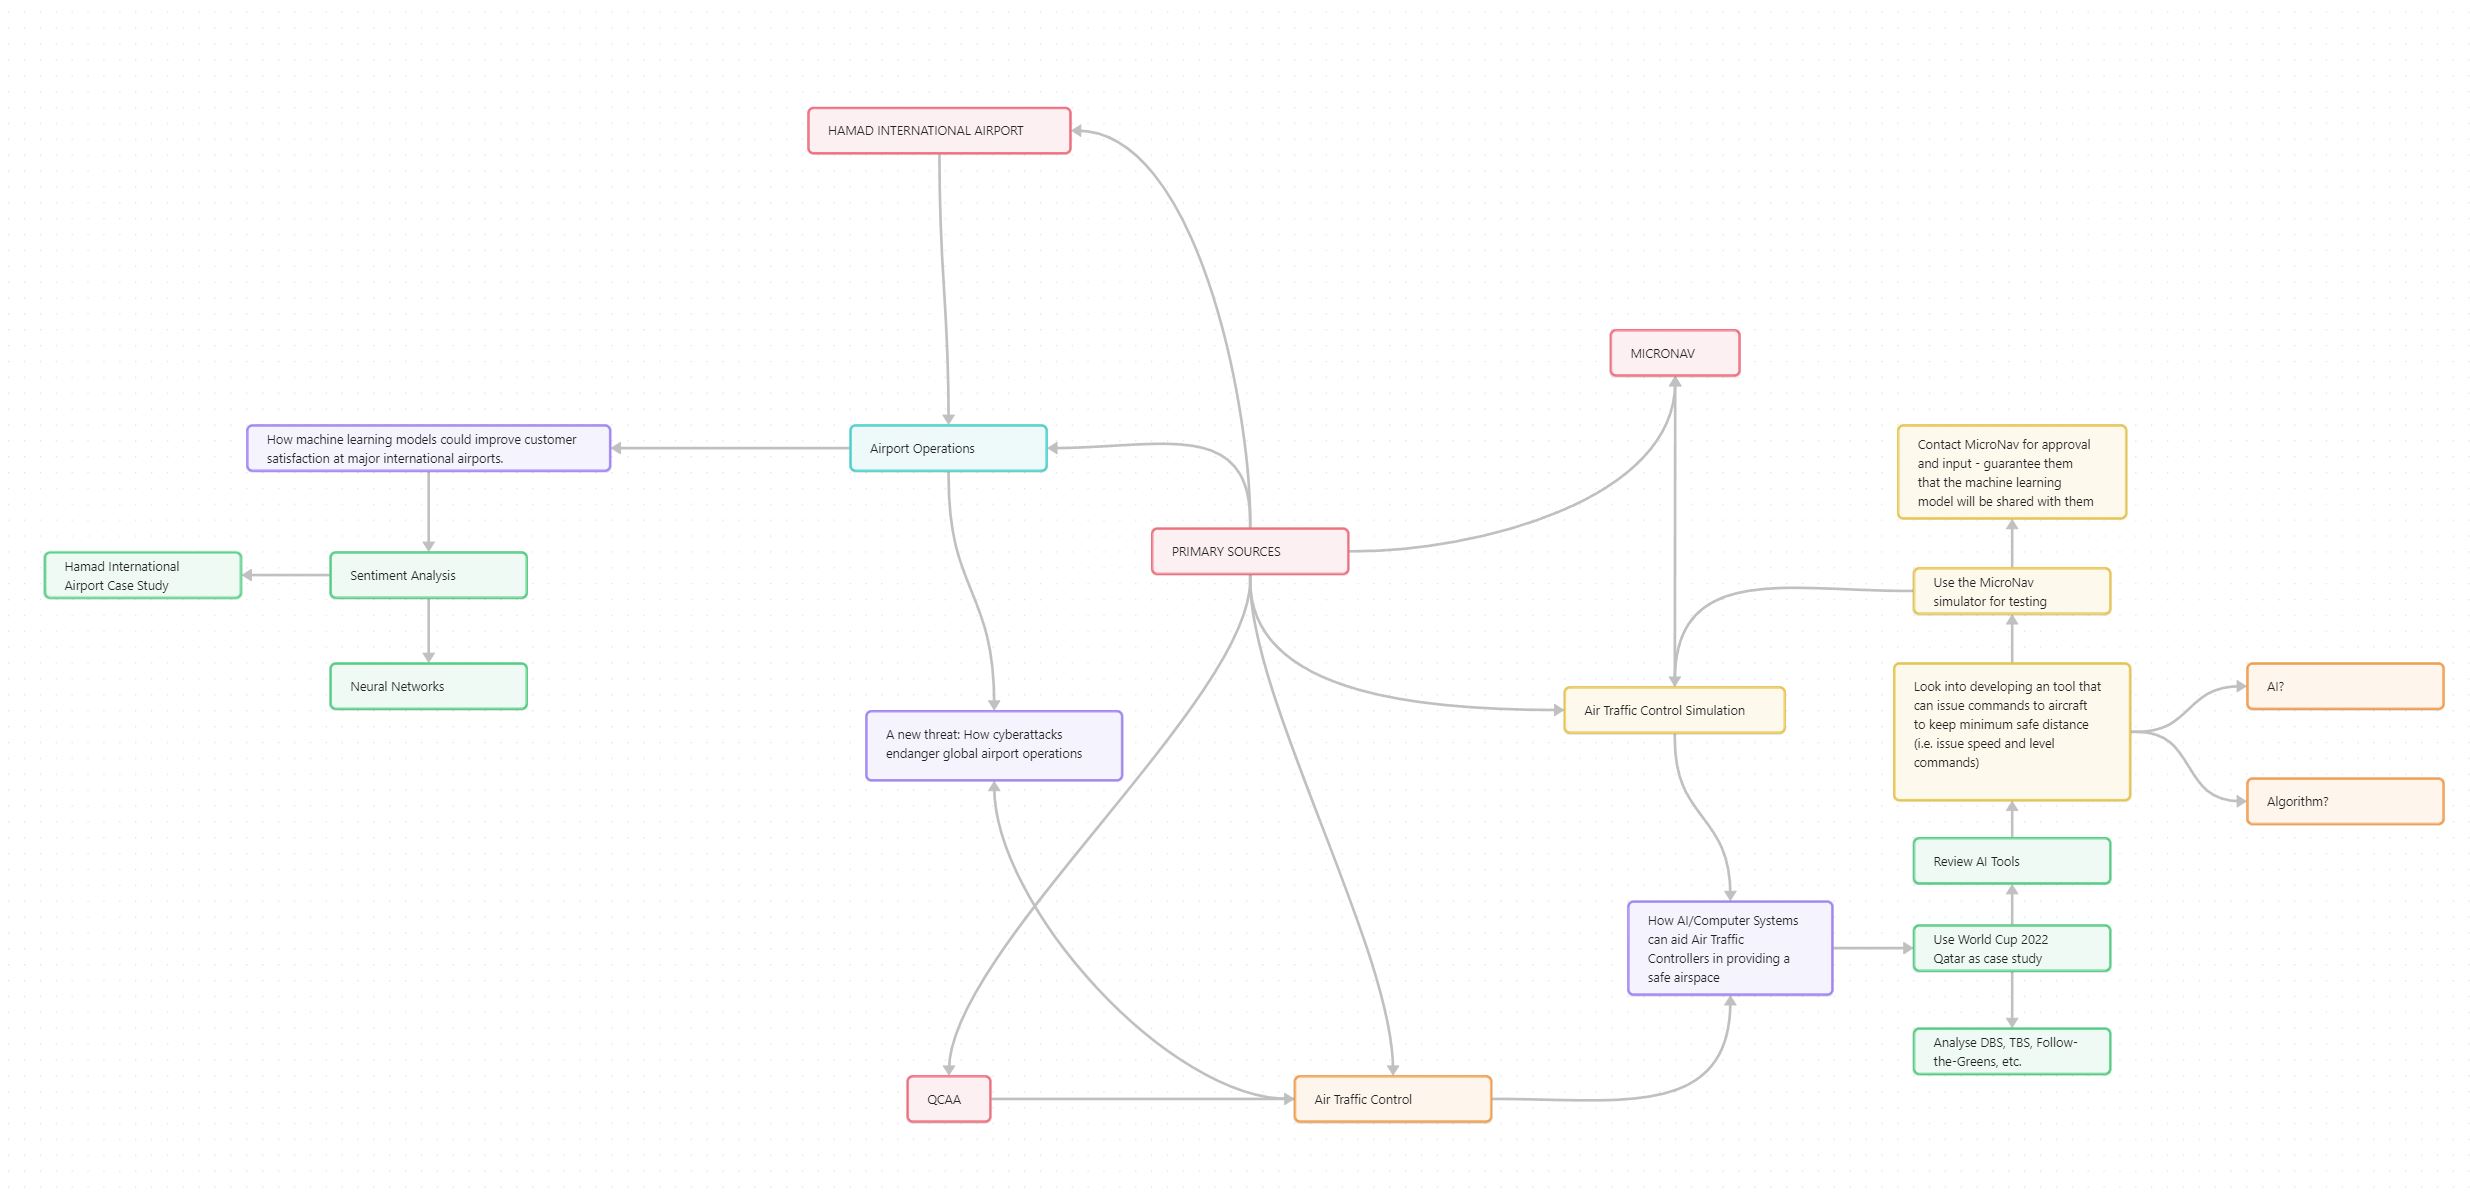 HAMAD INTERNATIONAL AIRPORT
MICRONAV
How machine learning models could improve customer
satisfaction at major international airports.
Airport Operations
Contact MicroNav for approval
and input - guarantee them
that the machine learning
model will be shared with them
PRIMARY SOURCES
Hamad International
Airport Case Study
Sentiment Analysis
Use the MicroNav
simulator for testing
Neural Networks
A new threat: How cyberattacks
endanger global airport operations
Air Traffic Control Simulation
Look into developing an tool that
can issue commands to aircraft
to keep minimum safe distance
(i.e. issue speed and level
commands)
AI?
Algorithm?
Review AI Tools
How AI/Computer Systems
can aid Air Traffic
Controllers in providing a
safe airspace
Use World Cup 2022
Qatar as case study
Analyse DBS, TBS, Follow-
the-Greens, etc.
QCAA
Air Traffic Control